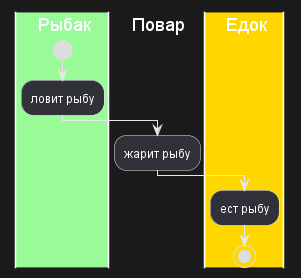 Рыбак
Повар
Едок
ловит рыбу
жарит рыбу
ест рыбу